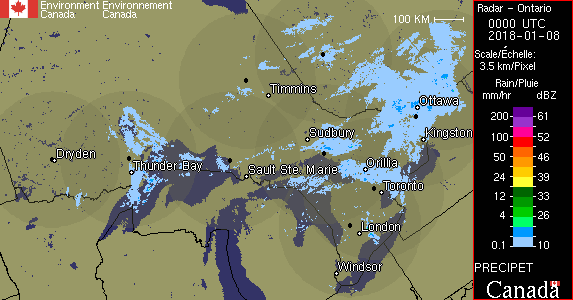 Environment Environnement
Canada Canada
100 KM
Timmins
Ottawa
Sudbury
Kingston
Dryden
Thunder Bay
Sault Ste. Marie
Orillia
Toronto
London
Windsor
Radar - Ontario
0000 UTC
2018-01-08
Scale/Échelle:
3.5 km/Pixel
Rain/Pluie
mm/hr dBZ
200 61
100 52
50 46
24 39
12 33
4 26
1 18
0.1 10
PRECIPET
Canada